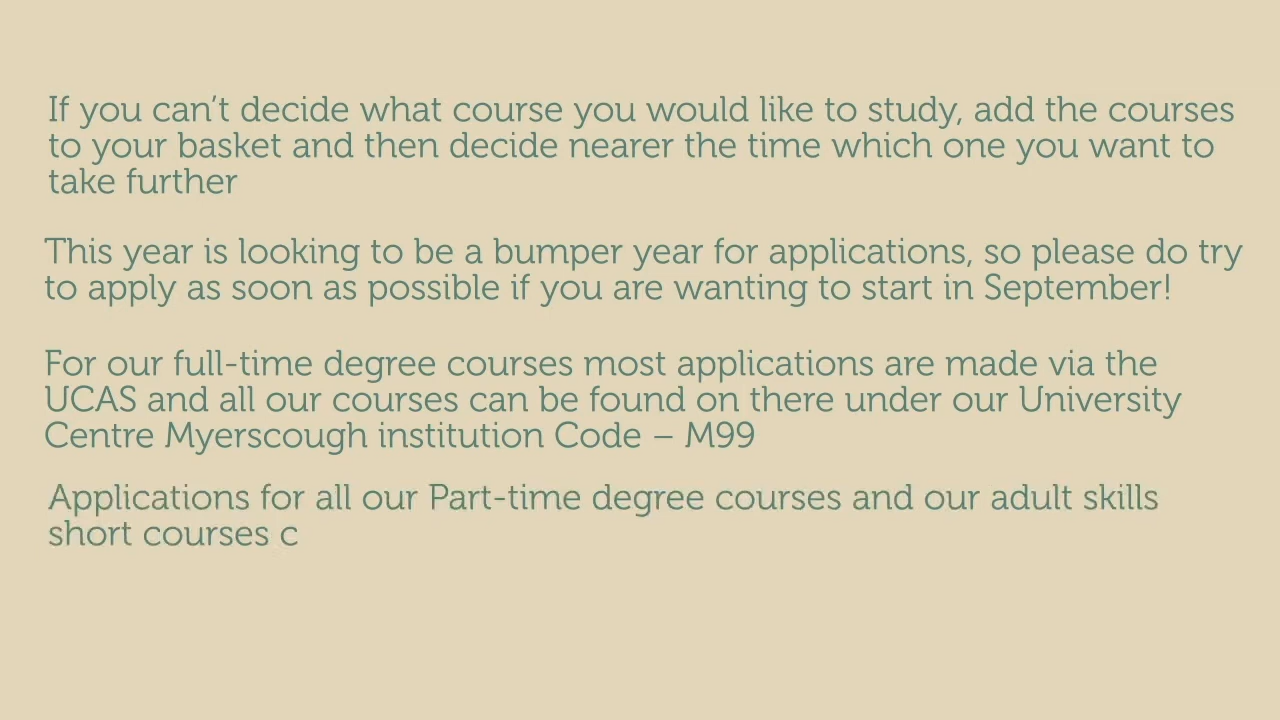 If you can’t decide what course you would like to study, add the courses
to your basket and then decide nearer the time which one you want to
take further
This year is looking to be a bumper year for applications, so please do try
to apply as soon as possible if you are wanting to start in September!
For our full-time degree courses most applications are made via the
UCAS and all our courses can be found on there under our University
Centre Myerscough institution Code – M99
Applications for all our Part-time degree courses and our adult skills
short courses c